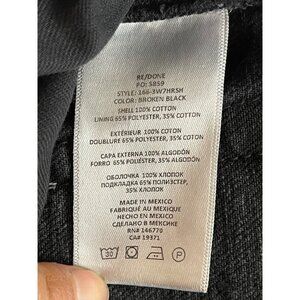 RE/DONE
PO: 5859
STYLE: 166-3W7HRSH
COLOR: BROKEN BLACK
SHELL 100% COTTON
LINING 65% POLYESTER, 35% COTTON
EXTÉRIEUR 100% COTON
DOUBLURE 65% POLYESTER, 35% COTON
CAPA EXTERNA 100% ALGODÓN
FORRO 65% POLIÉSTER, 35% ALGODÓN
ОБОЛОЧКА 100% ХЛОПОК
ПОДКЛАДКА 65% ПОЛИЭСТЕР,
35% ХЛОПОК
MADE IN MEXICO
FABRIQUÉ AU MEXIQUE
HECHO EN MÉXICO
СДЕЛАНО В МЕКСИКЕ
RN# 146770
CA# 19371
30
P